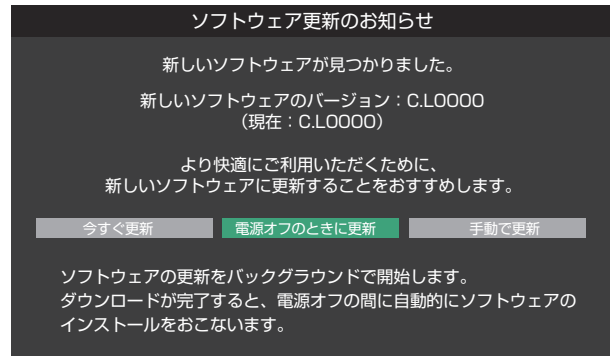 ソフトウェア更新のお知らせ
新しいソフトウェアが見つかりました。
新しいソフトウェアのバージョン：C.L0000
（現在：C.L0000）
より快適にご利用いただくために、
新しいソフトウェアに更新することをおすすめします。
今すぐ更新 電源オフのときに更新 手動で更新
ソフトウェアの更新をバックグラウンドで開始します。
ダウンロードが完了すると、電源オフの間に自動的にソフトウェアの
インストールをおこないます。